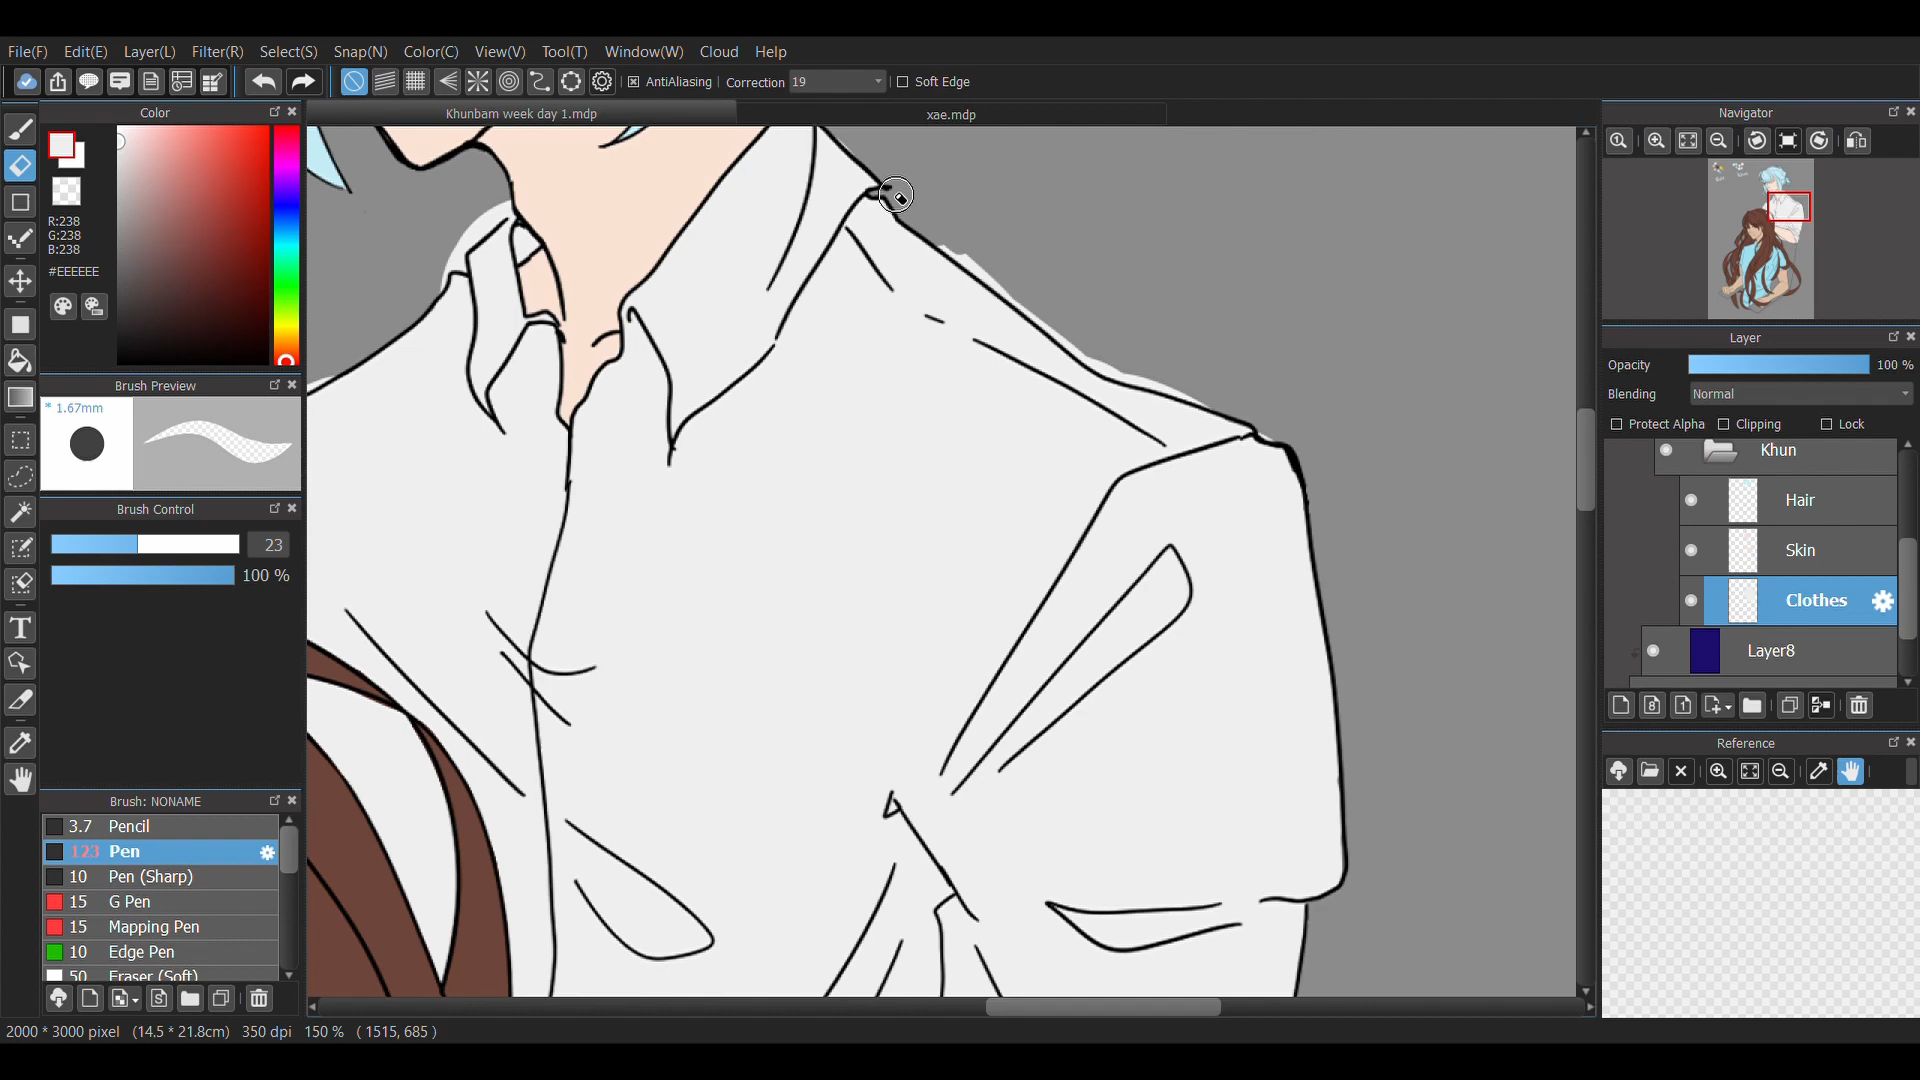 File(F) Edit(E) Layer(L) Filter(R) Select(S) Snap(N) Color(C) View(V) Tool(T) Window(W) Cloud Help
AntiAliasing Correction 19 Soft Edge
Color
Khunbam week day 1.mdp
xae.mdp
Navigator
R:238
G:238
B:238
#EEEEEE
Brush Preview
* 1.67mm
Brush Control
23
100 %
Brush: NONAME
3.7 Pencil
123 Pen
10 Pen (Sharp)
15 G Pen
15 Mapping Pen
10 Edge Pen
50 Eraser (Soft)
Layer
Opacity 100 %
Blending Normal
Protect Alpha Clipping Lock
Khun
Hair
Skin
Clothes
Layer8
Reference
2000 * 3000 pixel (14.5 * 21.8cm) 350 dpi 150 % ( 1515, 685 )